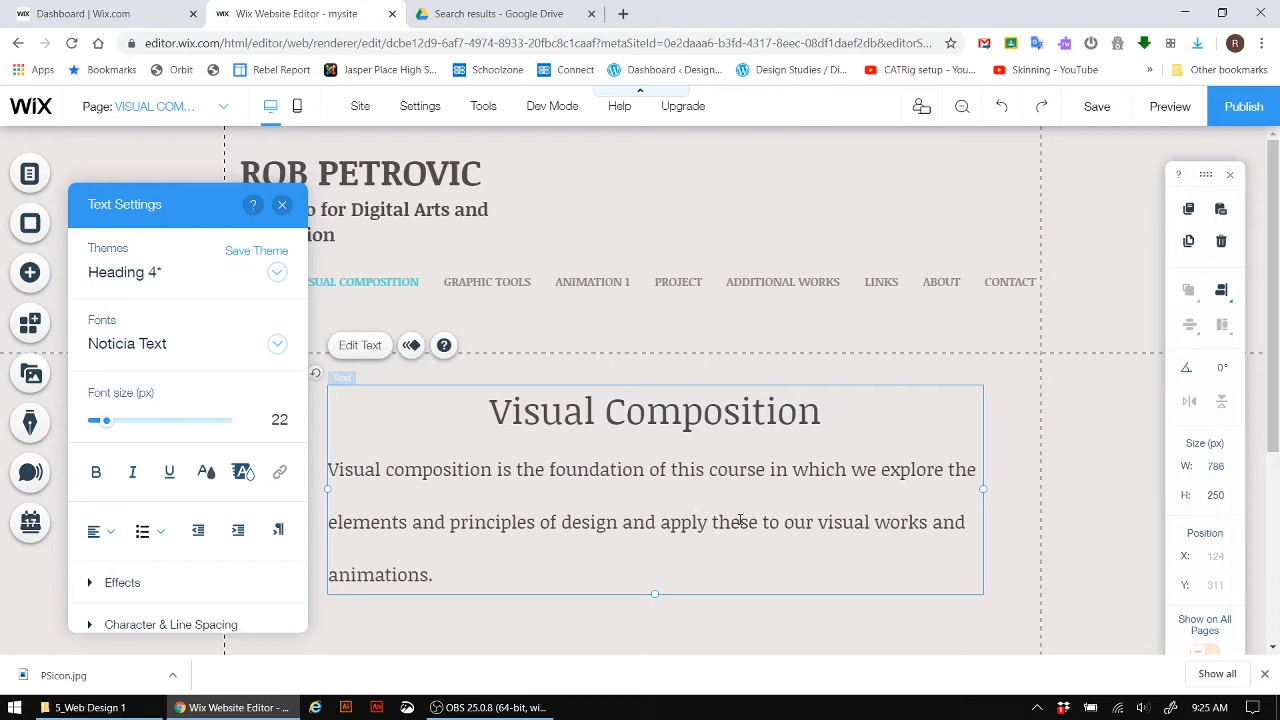 Dashboard | Wix.com
Wix Website Editor - mysite
Search results - Google Drive
editor.wix.com/html/editor/web/renderer/edit/dcbe12d9-eaf7-4974-8933-20f9c8c1caaf?metaSiteId=0e2daaa6-b3fd-4317-8eec-08df1daef2db&editorS...
Apps
Bookmarks
Orbit
Rebel Report...
Jasper Place High S...
Schoolzone
Connect
Dashboard ‹ Design...
Design Studies / Di...
CATRig setup // Ea...
Skinning - YouTube
»
Other bookmarks
WiX
Page: VISUAL COM...
Site
Settings
Tools
Dev Mode
Help
Upgrade
Save
Preview
Publish
ROB PETROVIC
o for Digital Arts and
ion
SUAL COMPOSITION
GRAPHIC TOOLS
ANIMATION 1
PROJECT
ADDITIONAL WORKS
LINKS
ABOUT
CONTACT
Text Settings
?
Themes
Save Theme
Heading 4*
Fonts
Noticia Text
Font size (px)
22
B
I
U
A
A
Effects
Character & Line Spacing
17
Edit Text
?
Text
Visual Composition
Visual composition is the foundation of this course in which we explore the
elements and principles of design and apply these to our visual works and
animations.
?
0°
Size (px)
W: 786
H: 250
Position
X: 124
Y: 311
Show on All
Pages
PSicon.jpg
Show all
5_Web Design 1
Wix Website Editor - ...
Ai
An
OBS 25.0.8 (64-bit, wi...
9:25 AM